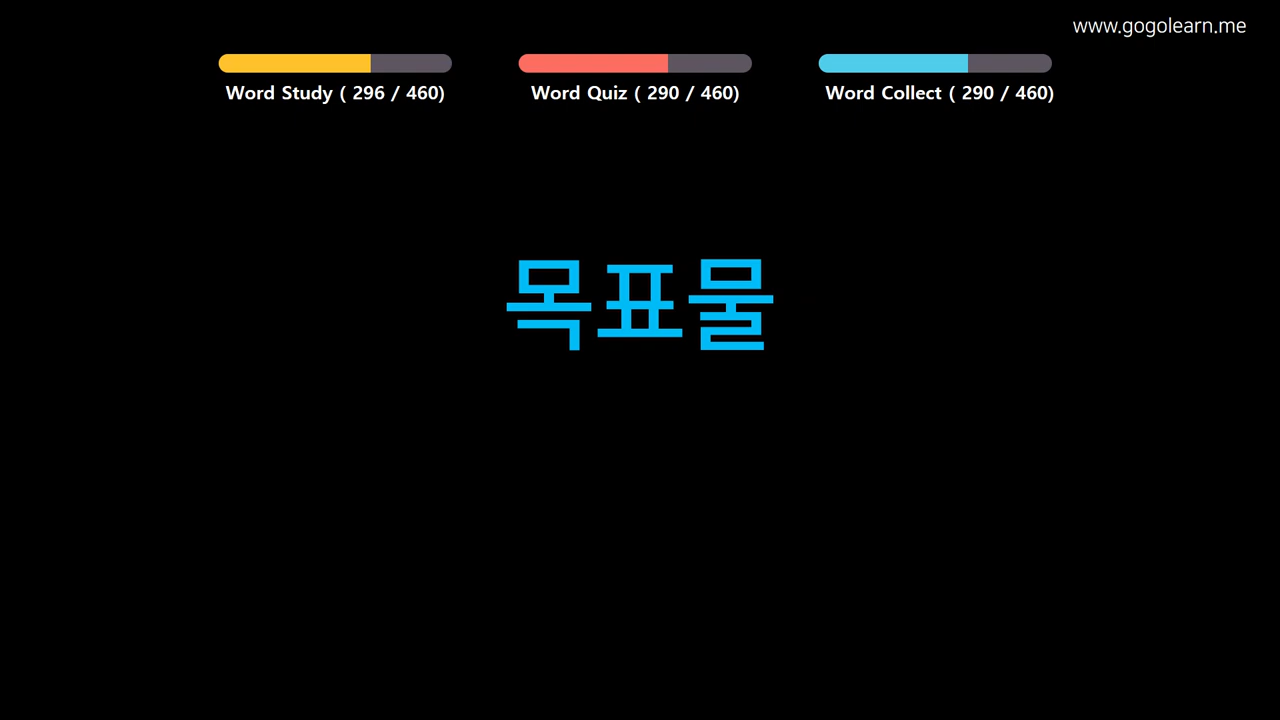 www.gogolearn.me
Word Study ( 296 / 460)
Word Quiz ( 290 / 460)
Word Collect ( 290 / 460)
목표물